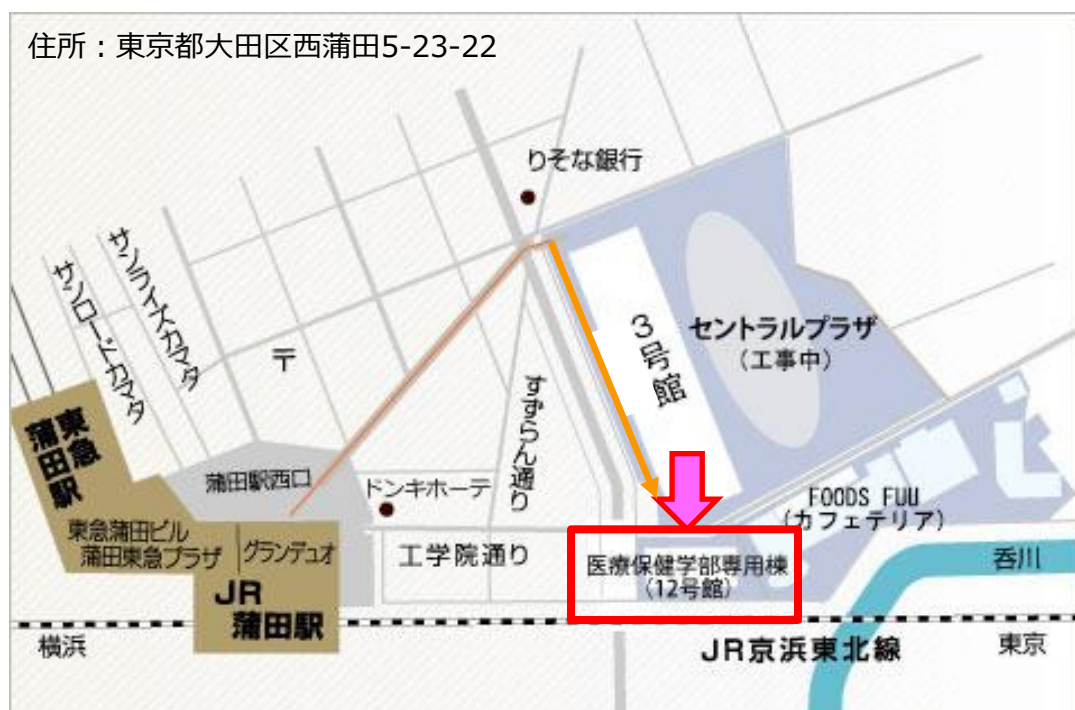 住所：東京都大田区西蒲田5-23-22
りそな銀行
サンライズカマタ
サンロードカマタ
〒
3号館
セントラルプラザ
(工事中)
すずらん通り
東急
蒲田駅
蒲田駅西口
ドンキホーテ
FOODS FUU
(カフェテリア)
東急蒲田ビル
蒲田東急プラザ
グランデュオ
工学院通り
医療保健学部専用棟
(12号館)
呑川
JR
蒲田駅
横浜
JR京浜東北線
東京